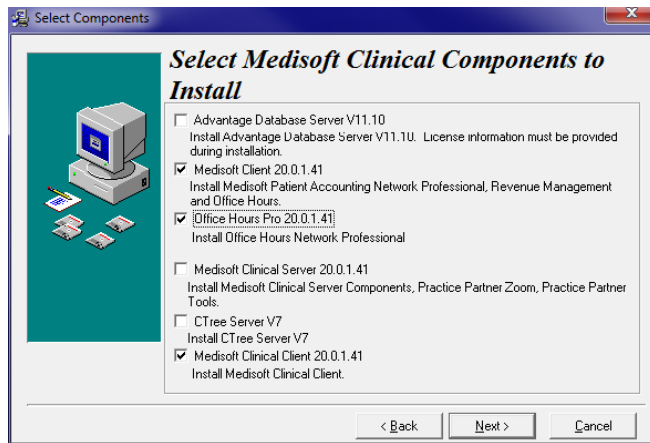 Select Components
Select Medisoft Clinical Components to
Install
Advantage Database Server V11.10
Install Advantage Database Server V11.10. License information must be provided
during installation.
Medisoft Client 20.0.1.41
Install Medisoft Patient Accounting Network Professional, Revenue Management
and Office Hours.
Office Hours Pro 20.0.1.41
Install Office Hours Network Professional
Medisoft Clinical Server 20.0.1.41
Install Medisoft Clinical Server Components, Practice Partner Zoom, Practice Partner
Tools.
CTree Server V7
Install CTree Server V7
Medisoft Clinical Client 20.0.1.41
Install Medisoft Clinical Client.
< Back Next > Cancel